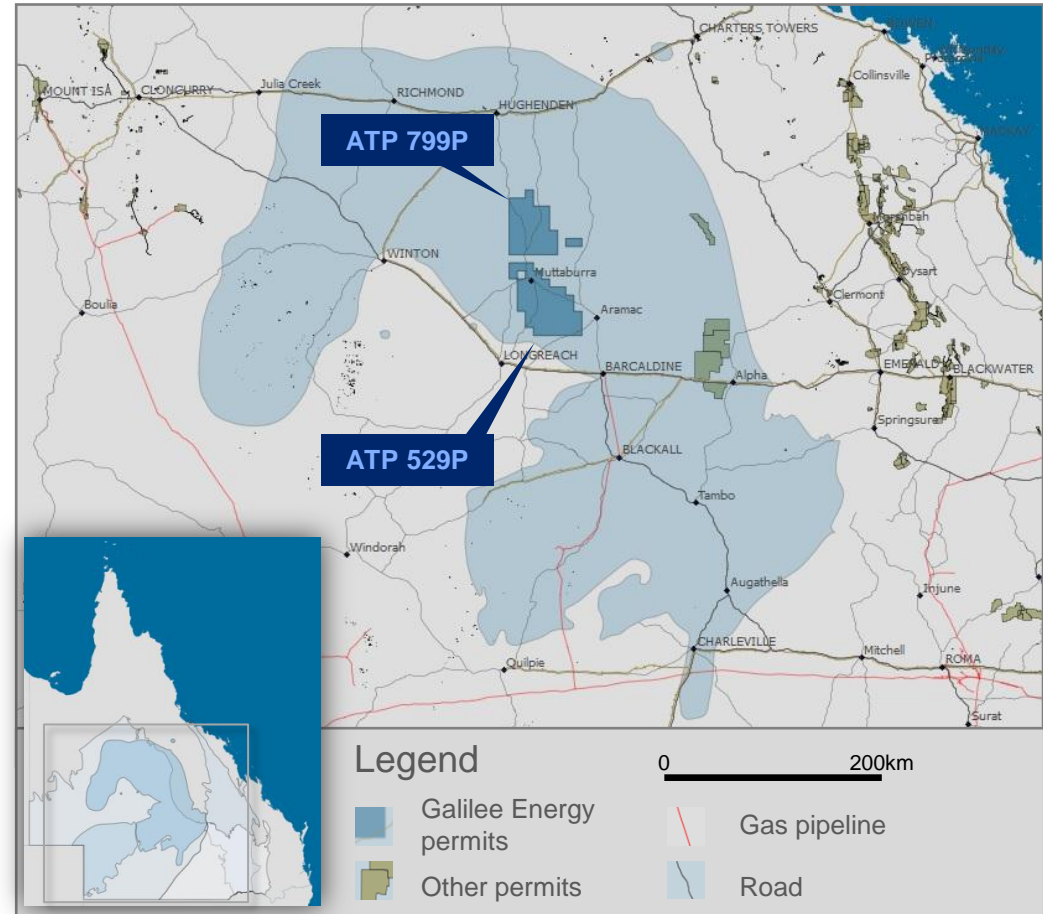 CHARTERS TOWERS
BOWEN
Collinsville
MOUNT ISA
CLONCURRY
Julia Creek
RICHMOND
HUGHENDEN
MACKAY
ATP 799P
Moranbah
WINTON
Muttaburra
Dysart
Boulia
Aramac
Clermont
LONGREACH
BARCALDINE
Alpha
EMERALD
BLACKWATER
Springsure
ATP 529P
BLACKALL
Tambo
Windorah
Augathella
Injune
CHARLEVILLE
Mitchell
Quilpie
ROMA
Surat
Legend
0 200km
Galilee Energy
permits
Gas pipeline
Other permits
Road